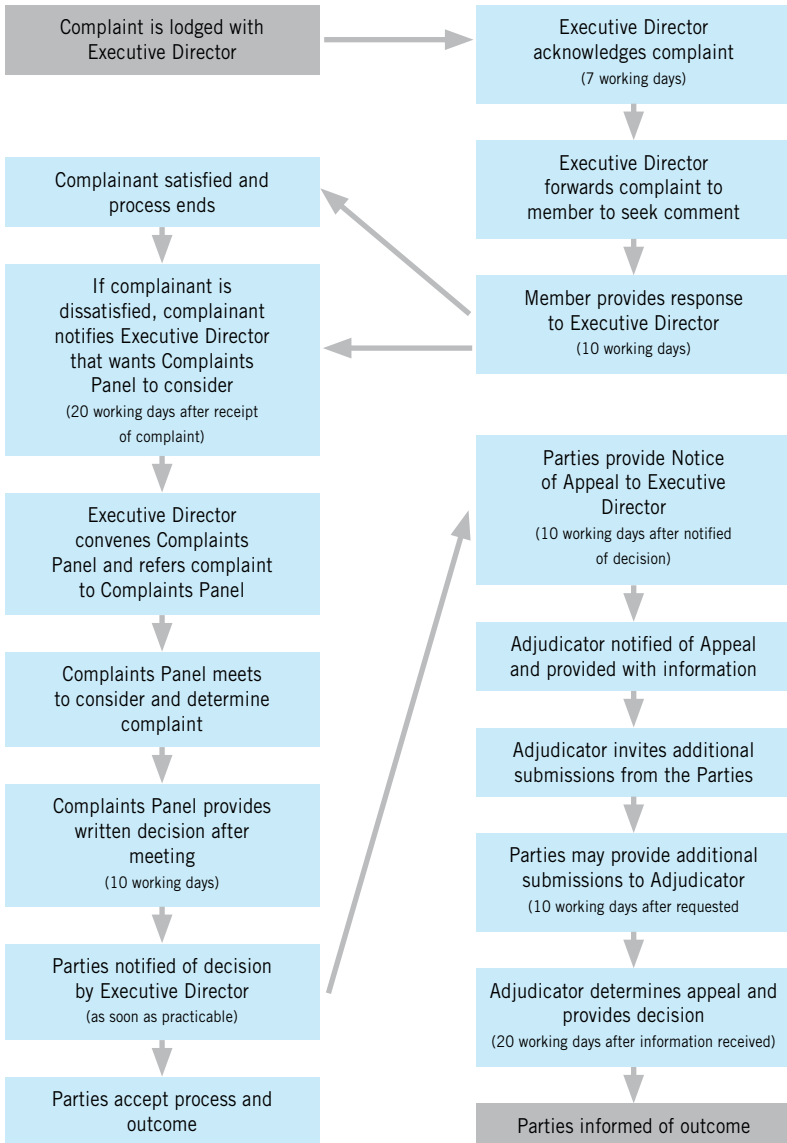 Complaint is lodged with
Executive Director
Executive Director
acknowledges complaint
(7 working days)
Executive Director
forwards complaint to
member to seek comment
Member provides response
to Executive Director
(10 working days)
Complainant satisfied and
process ends
If complainant is
dissatisfied, complainant
notifies Executive Director
that wants Complaints
Panel to consider
(20 working days after receipt
of complaint)
Executive Director
convenes Complaints
Panel and refers complaint
to Complaints Panel
Complaints Panel meets
to consider and determine
complaint
Complaints Panel provides
written decision after
meeting
(10 working days)
Parties notified of decision
by Executive Director
(as soon as practicable)
Parties accept process and
outcome
Parties provide Notice
of Appeal to Executive
Director
(10 working days after notified
of decision)
Adjudicator notified of Appeal
and provided with information
Adjudicator invites additional
submissions from the Parties
Parties may provide additional
submissions to Adjudicator
(10 working days after requested
Adjudicator determines appeal and
provides decision
(20 working days after information received)
Parties informed of outcome